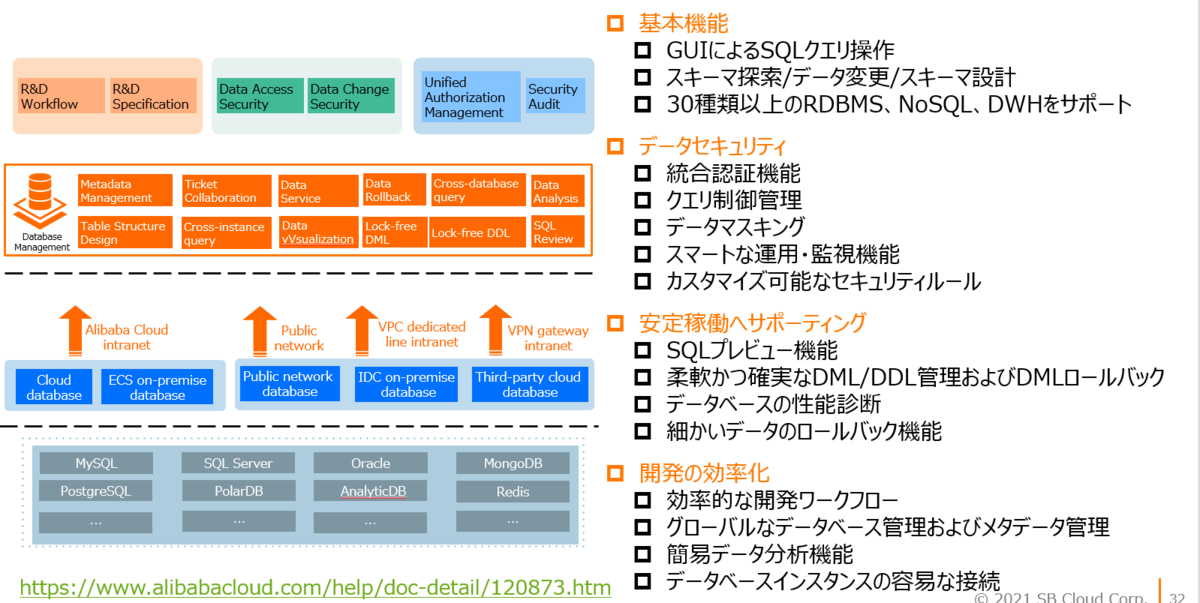 R&D
Workflow
R&D
Specification
Data Access
Security
Data Change
Security
Unified
Authorization
Management
Security
Audit
Database
Management
Metadata
Management
Ticket
Collaboration
Data
Service
Data
Rollback
Cross-database
query
Data
Analysis
Table Structure
Design
Cross-instance
query
Data
vVsualization
Lock-free
DML
Lock-free DDL
SQL
Review
Alibaba Cloud
intranet
Public
network
VPC dedicated
line intranet
VPN gateway
intranet
Cloud
database
ECS on-premise
database
Public network
database
IDC on-premise
database
Third-party cloud
database
MySQL
SQL Server
Oracle
MongoDB
PostgreSQL
PolarDB
AnalyticDB
Redis
...
...
...
...
https://www.alibabacloud.com/help/doc-detail/120873.htm
基本機能
GUIによるSQLクエリ操作
スキーマ探索/データ変更/スキーマ設計
30種類以上のRDBMS、NoSQL、DWHをサポート
データセキュリティ
統合認証機能
クエリ制御管理
データマスキング
スマートな運用・監視機能
カスタマイズ可能なセキュリティルール
安定稼働へサポーティング
SQLプレビュー機能
柔軟かつ確実なDML/DDL管理およびDMLロールバック
データベースの性能診断
細かいデータのロールバック機能
開発の効率化
効率的な開発ワークフロー
グローバルなデータベース管理およびメタデータ管理
簡易データ分析機能
データベースインスタンスの容易な接続
© 2021 SB Cloud Corp.
32